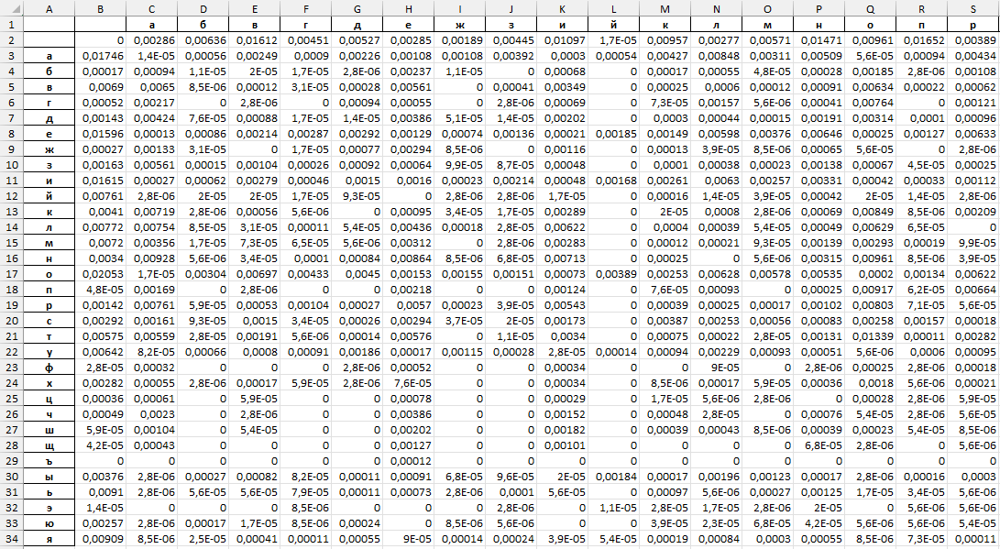 A B C D E F G H I J K L M N O P Q R S
1 а б в г д е ж з и й к л м н о п р
2 0 0,00286 0,00636 0,01612 0,00451 0,00527 0,00285 0,00189 0,00445 0,01097 1,7E-05 0,00957 0,00277 0,00571 0,01471 0,00961 0,01652 0,00389
3 а 0,01746 1,4E-05 0,00056 0,00249 0,0009 0,00226 0,00108 0,00108 0,00392 0,0003 0,00054 0,00427 0,00848 0,00311 0,00509 5,6E-05 0,00094 0,00434
4 б 0,00017 0,00094 1,1E-05 2E-05 1,7E-05 2,8E-06 0,00237 1,1E-05 0 0,00068 0 0,00017 0,00055 4,8E-05 0,00028 0,00185 2,8E-06 0,00108
5 в 0,0069 0,0065 8,5E-06 0,00012 3,1E-05 0,00028 0,00561 0 0,00041 0,00349 0 0,00025 0,0006 0,00012 0,00091 0,00634 0,00022 0,00062
6 г 0,00052 0,00217 0 2,8E-06 0 0,00094 0,00055 0 2,8E-06 0,00069 0 7,3E-05 0,00157 5,6E-06 0,00041 0,00764 0 0,00121
7 д 0,00143 0,00424 7,6E-05 0,00088 1,7E-05 1,4E-05 0,00386 5,1E-05 1,4E-05 0,00202 0 0,0003 0,00044 0,00015 0,00191 0,00314 0,0001 0,00096
8 е 0,01596 0,00013 0,00086 0,00214 0,00287 0,00292 0,00129 0,00074 0,00136 0,00021 0,00185 0,00149 0,00598 0,00376 0,00646 0,00025 0,00127 0,00633
9 ж 0,00027 0,00133 3,1E-05 0 1,7E-05 0,00077 0,00294 8,5E-06 0 0,00116 0 0,00013 3,9E-05 8,5E-06 0,00065 5,6E-05 0 2,8E-06
10 з 0,00163 0,00561 0,00015 0,00104 0,00026 0,00092 0,00064 9,9E-05 8,7E-05 0,00048 0 0,0001 0,00038 0,00023 0,00138 0,00067 4,5E-05 0,00025
11 и 0,01615 0,00027 0,00062 0,00279 0,00046 0,0015 0,0016 0,00023 0,00214 0,00048 0,00168 0,00261 0,0063 0,00257 0,00331 0,00042 0,00033 0,00112
12 й 0,00761 2,8E-06 2E-05 2E-05 1,7E-05 9,3E-05 0 2,8E-06 2,8E-06 1,7E-05 0 0,00016 1,4E-05 3,9E-05 0,00042 2E-05 1,4E-05 2,8E-06
13 к 0,0041 0,00719 2,8E-06 0,00056 5,6E-06 0 0,00095 3,4E-05 1,7E-05 0,00289 0 2E-05 0,0008 2,8E-06 0,00069 0,00849 8,5E-06 0,00209
14 л 0,00772 0,00754 8,5E-05 3,1E-05 0,00011 5,4E-05 0,00436 0,00018 2,8E-05 0,00622 0 0,0004 0,00039 5,4E-05 0,00049 0,00629 6,5E-05 0
15 м 0,0072 0,00356 1,7E-05 7,3E-05 6,5E-05 5,6E-06 0,00312 0 2,8E-06 0,00283 0 0,00012 0,00021 9,3E-05 0,00139 0,00293 0,00019 9,9E-05
16 н 0,0034 0,00928 5,6E-06 3,4E-05 0,0001 0,00084 0,00864 8,5E-06 6,8E-05 0,00713 0 0,00025 0 5,6E-06 0,00315 0,00961 8,5E-06 3,9E-05
17 о 0,02053 1,7E-05 0,00304 0,00697 0,00433 0,0045 0,00153 0,00155 0,00151 0,00073 0,00389 0,00253 0,00628 0,00578 0,00535 0,0002 0,00134 0,00622
18 п 4,8E-05 0,00169 0 2,8E-06 0 0 0,00218 0 0 0,00124 0 7,6E-05 0,00093 0 0,00025 0,00917 6,2E-05 0,00664
19 р 0,00142 0,00761 5,9E-05 0,00053 0,00104 0,00027 0,0057 0,00023 3,9E-05 0,00543 0 0,00039 0,00025 0,00017 0,00102 0,00803 7,1E-05 5,6E-05
20 с 0,00292 0,00161 9,3E-05 0,0015 3,4E-05 0,00026 0,00294 3,7E-05 2E-05 0,00173 0 0,00387 0,00253 0,00056 0,00083 0,00258 0,00157 0,00018
21 т 0,00575 0,00559 2,8E-05 0,00191 5,6E-06 0,00014 0,00576 0 1,1E-05 0,0034 0 0,00075 0,00022 2,8E-05 0,00131 0,01339 0,00011 0,00282
22 у 0,00642 8,2E-05 0,00066 0,0008 0,00091 0,00186 0,00017 0,00115 0,00028 2,8E-05 0,00014 0,00094 0,00229 0,00093 0,00051 5,6E-06 0,0006 0,00095
23 ф 2,8E-05 0,00032 0 0 0 2,8E-06 0,00052 0 0 0,00034 0 0 9E-05 0 2,8E-06 0,00025 2,8E-06 0,00018
24 х 0,00282 0,00055 2,8E-06 0,00017 5,9E-05 2,8E-06 7,6E-05 0 0 0,00034 0 8,5E-06 0,00017 5,9E-05 0,00036 0,0018 5,6E-06 0,00021
25 ц 0,00036 0,00061 0 5,9E-05 0 0 0,00078 0 0 0,00029 0 1,7E-05 5,6E-06 2,8E-06 0 0,00028 2,8E-06 5,9E-05
26 ч 0,00049 0,0023 0 2,8E-06 0 0 0,00386 0 0 0,00152 0 0,00048 2,8E-05 0 0,00076 5,4E-05 2,8E-06 5,6E-05
27 ш 5,9E-05 0,00104 0 5,4E-05 0 0 0,00202 0 0 0,00182 0 0,00039 0,00043 8,5E-06 0,00039 0,00023 5,4E-05 8,5E-06
28 щ 4,2E-05 0,00043 0 0 0 0 0,00127 0 0 0,00101 0 0 0 0 6,8E-05 2,8E-06 0 5,6E-06
29 ъ 0 0 0 0 0 0 0,00012 0 0 0 0 0 0 0 0 0 0 0
30 ы 0,00376 2,8E-06 0,00027 0,00082 8,2E-05 0,00011 0,00091 6,8E-05 9,6E-05 2E-05 0,00184 0,00017 0,00196 0,00123 0,00017 2,8E-06 0,00016 0,0003
31 ь 0,0091 2,8E-06 5,6E-05 5,6E-05 7,9E-05 0,00011 0,00073 2,8E-06 0,0001 5,6E-05 0 0,00097 5,6E-06 0,00027 0,00125 1,7E-05 3,4E-05 5,6E-06
32 э 1,4E-05 0 0 0 8,5E-06 0 0 0 2,8E-06 0 1,1E-05 2,8E-05 1,7E-05 2,8E-06 2E-05 0 5,6E-06 5,6E-06
33 ю 0,00257 2,8E-06 0,00017 1,7E-05 8,5E-06 0,00024 0 8,5E-06 5,6E-06 0 0 3,9E-05 2,3E-05 6,8E-05 4,2E-05 5,6E-06 5,6E-06 5,4E-05
34 я 0,00909 8,5E-06 2,5E-05 0,00041 0,00011 0,00055 9E-05 0,00014 0,00024 3,9E-05 5,4E-05 0,00019 0,00084 0,0003 0,00055 8,5E-06 7,3E-05 0,00011